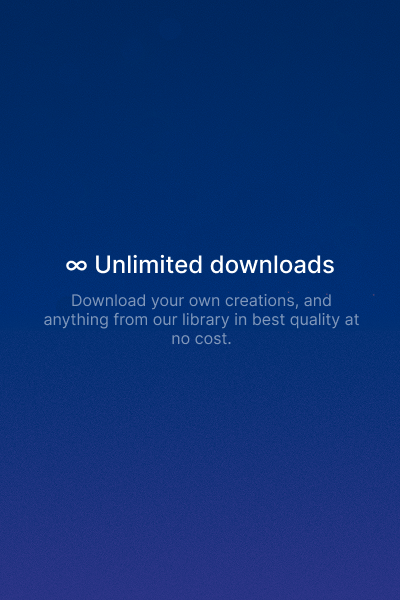 ∞ Unlimited downloads
Download your own creations, and
anything from our library in best quality at
no cost.